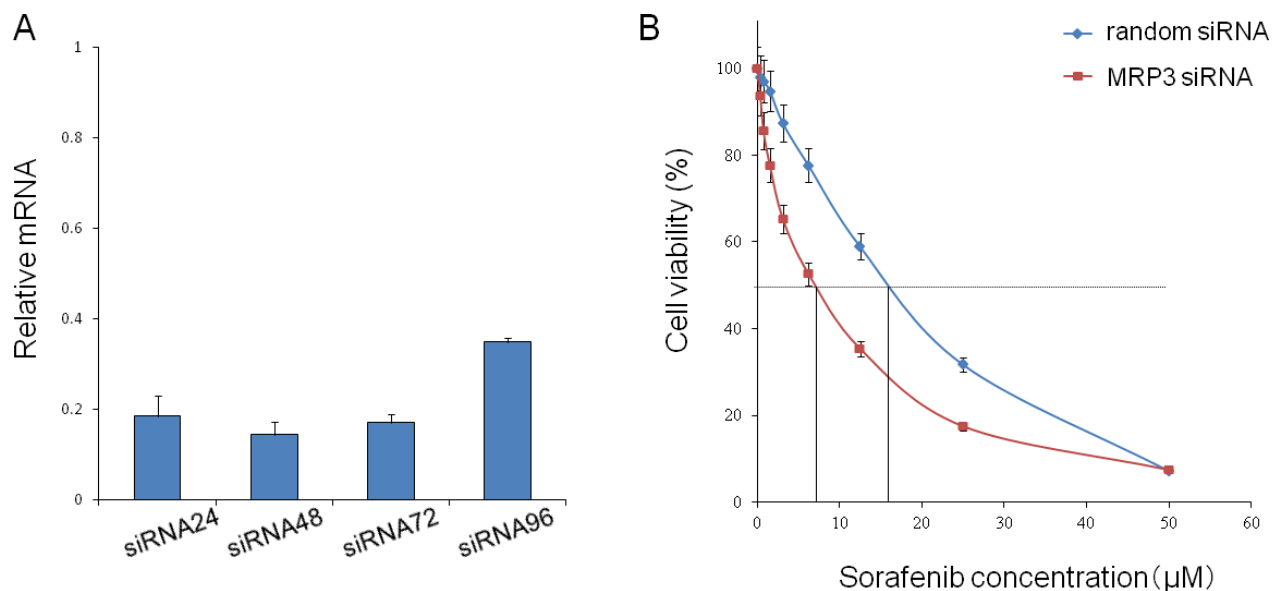 A
Relative mRNA
1
0.8
0.6
0.4
0.2
0
siRNA24
siRNA48
siRNA72
siRNA96
B
random siRNA
MRP3 siRNA
Cell viability (%)
100
80
60
40
20
0
0
10
20
30
40
50
60
Sorafenib concentration (μM)